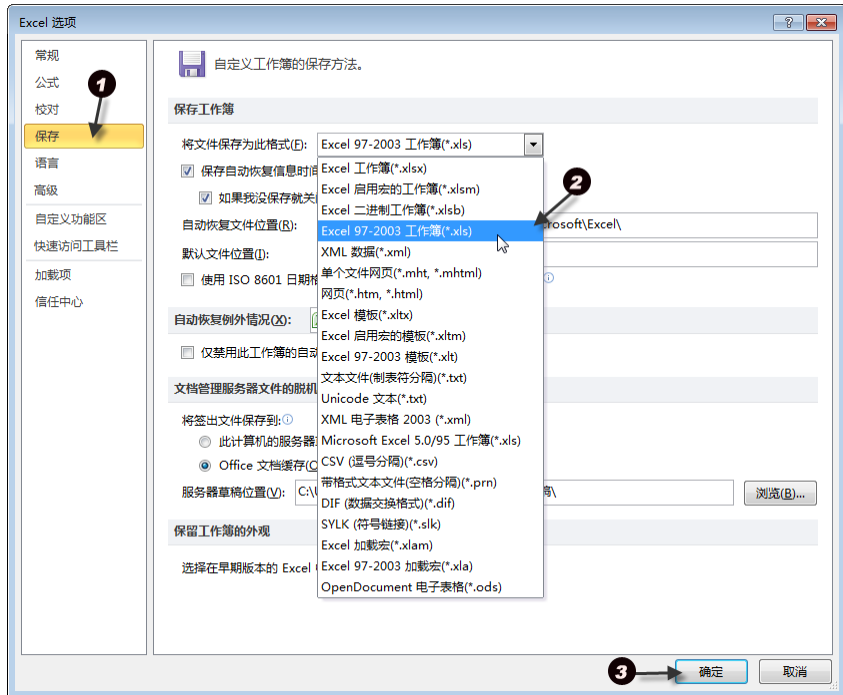 Excel 选项
常规
公式
1
校对
保存
语言
高级
自定义功能区
快速访问工具栏
加载项
信任中心
自定义工作簿的保存方法。
保存工作簿
将文件保存为此格式(F): Excel 97-2003 工作簿(*.xls)
保存自动恢复信息时间
如果我没保存就关
自动恢复文件位置(R): rosoft\Excel\
默认文件位置(I):
使用 ISO 8601 日期格
自动恢复例外情况(X):
仅禁用此工作簿的自动
文档管理服务器文件的脱机
将签出文件保存到:
此计算机的服务器
Office 文档缓存(O
服务器草稿位置(V): C:\U \ 浏览(B)...
保留工作簿的外观
选择在早期版本的 Excel
Excel 工作簿(*.xlsx)
Excel 启用宏的工作簿(*.xlsm)
Excel 二进制工作簿(*.xlsb)
Excel 97-2003 工作簿(*.xls)
2
XML 数据(*.xml)
单个文件网页(*.mht, *.mhtml)
网页(*.htm, *.html)
Excel 模板(*.xltx)
Excel 启用宏的模板(*.xltm)
Excel 97-2003 模板(*.xlt)
文本文件(制表符分隔)(*.txt)
Unicode 文本(*.txt)
XML 电子表格 2003 (*.xml)
Microsoft Excel 5.0/95 工作簿(*.xls)
CSV (逗号分隔)(*.csv)
带格式文本文件(空格分隔)(*.prn)
DIF (数据交换格式)(*.dif)
SYLK (符号链接)(*.slk)
Excel 加载宏(*.xlam)
Excel 97-2003 加载宏(*.xla)
OpenDocument 电子表格(*.ods)
3
确定
取消